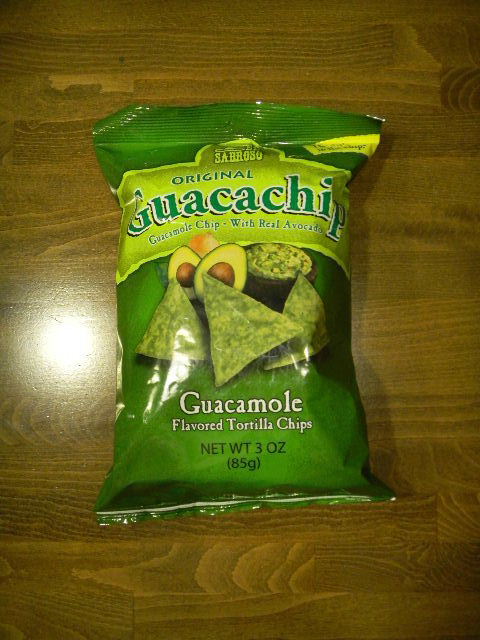 SABROSO
ORIGINAL
Guacachip
Guacamole Chip - With Real Avocado
Guacamole
Flavored Tortilla Chips
NET WT 3 OZ
(85g)